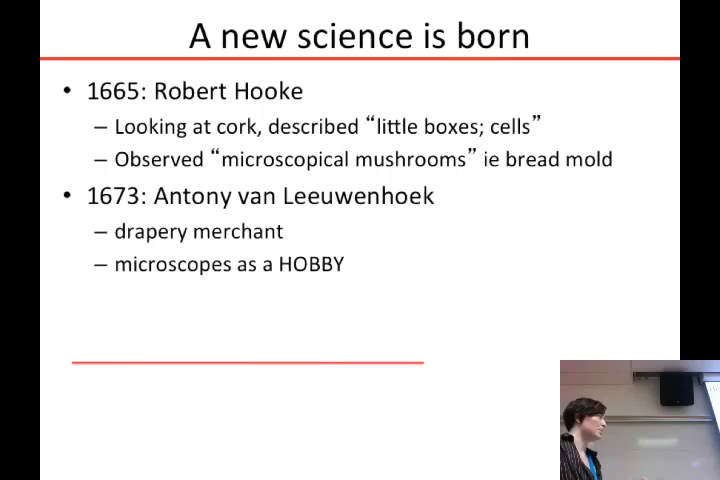 A new science is born
• 1665: Robert Hooke
– Looking at cork, described “little boxes; cells”
– Observed “microscopical mushrooms” ie bread mold
• 1673: Antony van Leeuwenhoek
– drapery merchant
– microscopes as a HOBBY